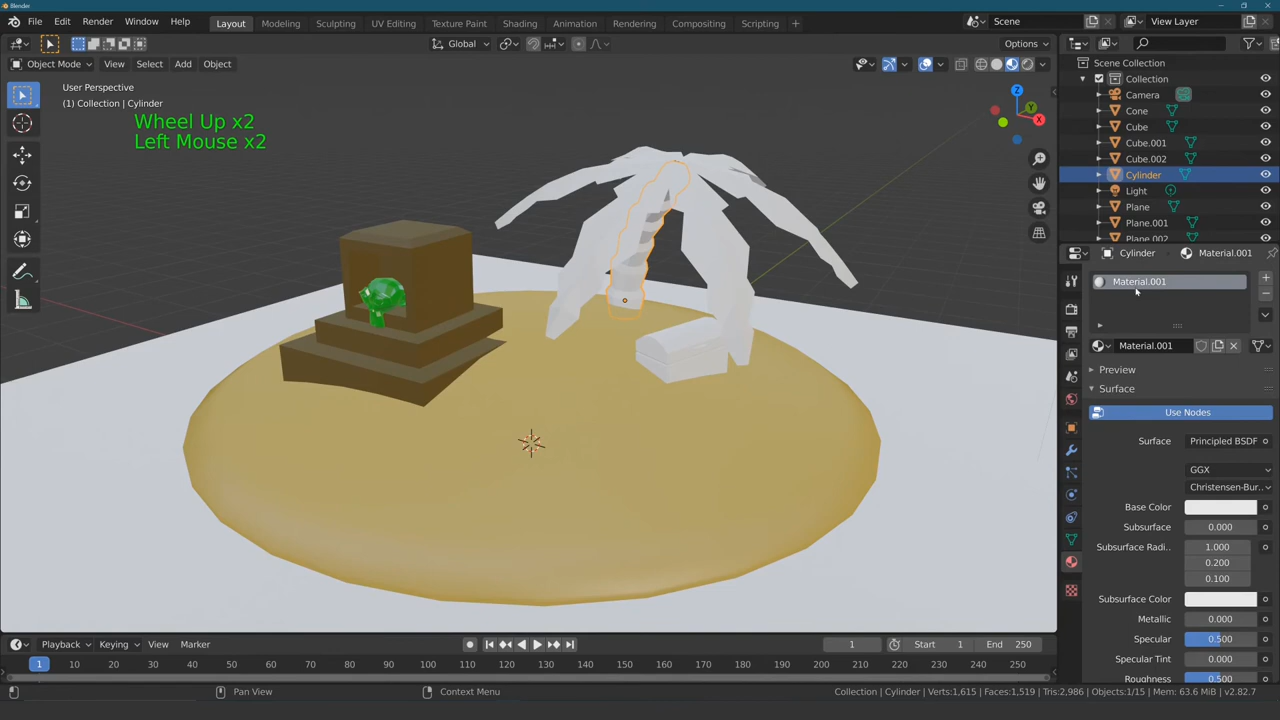 Blender
File Edit Render Window Help Layout Modeling Sculpting UV Editing Texture Paint Shading Animation Rendering Compositing Scripting + Scene View Layer
Global Options
Object Mode View Select Add Object
User Perspective
(1) Collection | Cylinder
Wheel Up x2
Left Mouse x2
Z
Y
X
Scene Collection
Collection
Camera
Cone
Cube
Cube.001
Cube.002
Cylinder
Light
Plane
Plane.001
Plane.002
Cylinder Material.001
Material.001
Material.001
Preview
Surface
Use Nodes
Surface Principled BSDF
GGX
Christensen-Bur..
Base Color
Subsurface 0.000
Subsurface Radi.. 1.000
0.200
0.100
Subsurface Color
Metallic 0.000
Specular 0.500
Specular Tint 0.000
Roughness 0.500
Playback Keying View Marker 1 Start 1 End 250
1 10 20 30 40 50 60 70 80 90 100 110 120 130 140 150 160 170 180 190 200 210 220 230 240 250
Pan View Context Menu Collection | Cylinder | Verts:1,615 | Faces:1,519 | Tris:2,986 | Objects:1/15 | Mem: 63.6 MiB | v2.82.7